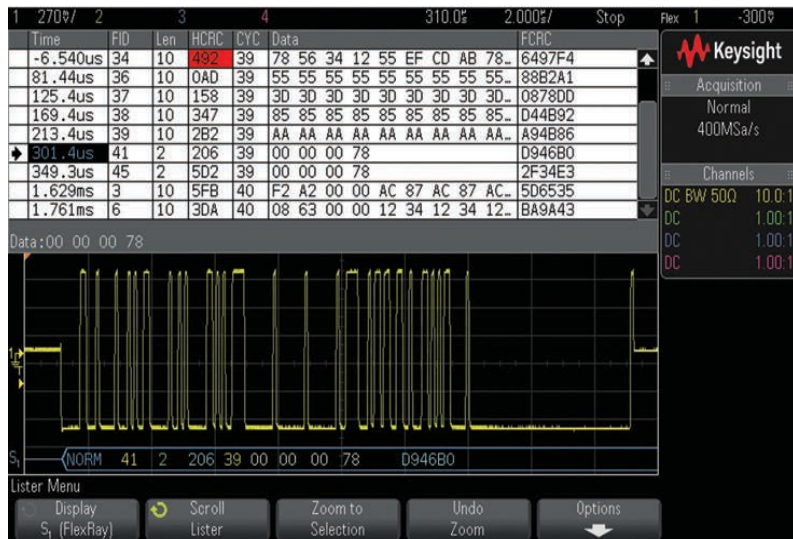 1 270▽/ 2 3 4 310.0s 2.000s/ Stop Flex 1 -300▽
Time FID Len HCRC CYC Data FCRC
-6.540us 34 10 492 39 78 56 34 12 55 EF CD AB 78… 6497F4
81.44us 36 10 0AD 39 55 55 55 55 55 55 55 55 55… 88B2A1
125.4us 37 10 158 39 3D 3D 3D 3D 3D 3D 3D 3D 3D… 0878DD
169.4us 38 10 347 39 85 85 85 85 85 85 85 85 85… D44B92
213.4us 39 10 2B2 39 AA AA AA AA AA AA AA AA AA… A94B86
301.4us 41 2 206 39 00 00 00 78 D946B0
349.3us 45 2 5D2 39 00 00 00 78 2F34E3
1.629ms 3 10 5FB 40 F2 A2 00 00 AC 87 AC 87 AC… 5D6535
1.761ms 6 10 3DA 40 08 63 00 00 12 34 12 34 12… BA9A43
Data:00 00 00 78
Keysight
Acquisition
Normal
400MSa/s
Channels
DC BW 50Ω 10.0:1
DC 1.00:1
DC 1.00:1
DC 1.00:1
S1 NORM 41 2 206 39 00 00 00 78 D946B0
Lister Menu
Display
S1 (FlexRay)
Scroll
Lister
Zoom to
Selection
Undo
Zoom
Options